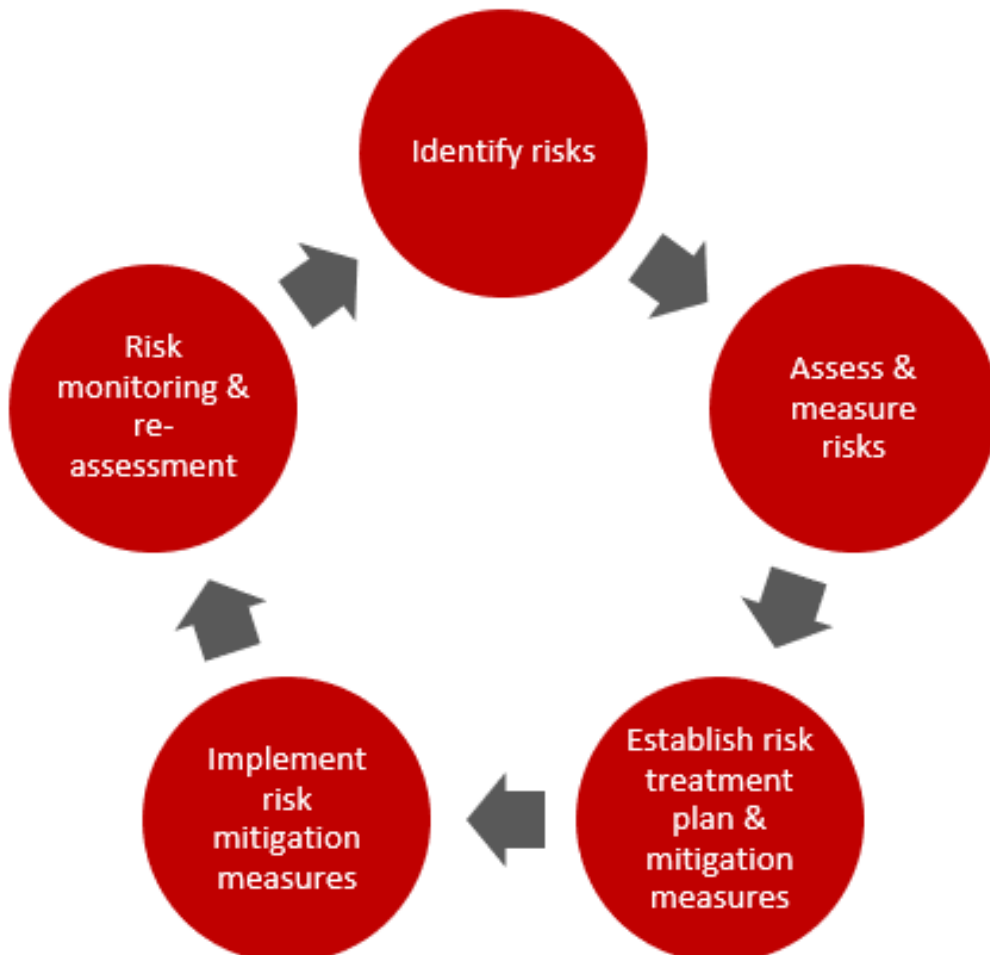 Identify risks
Assess &
measure
risks
Establish risk
treatment
plan &
mitigation
measures
Implement
risk
mitigation
measures
Risk
monitoring &
re-
assessment